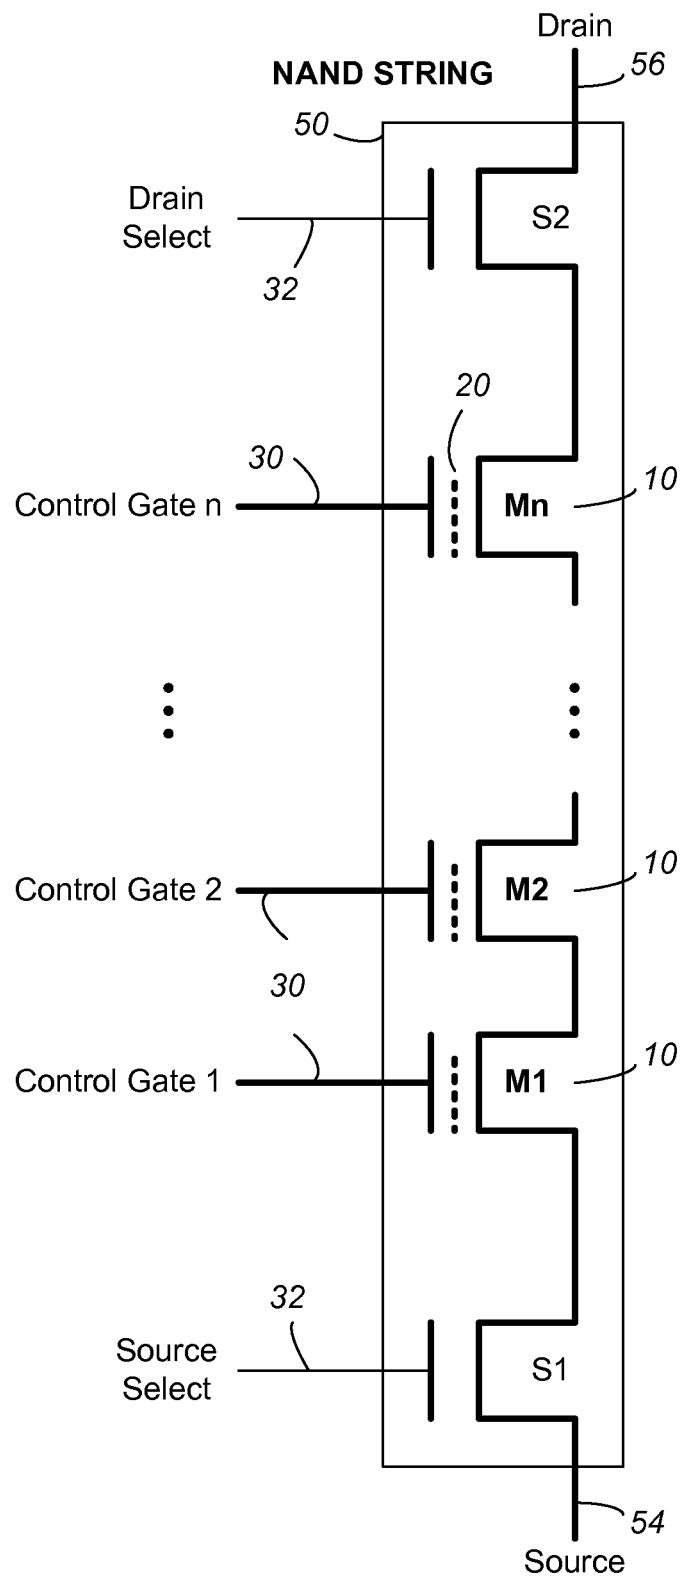 Drain
56
NAND STRING
50
Drain
Select
S2
32
20
30
10
Control Gate n
Mn
10
Control Gate 2
M2
30
10
Control Gate 1
M1
32
Source
Select
S1
54
Source